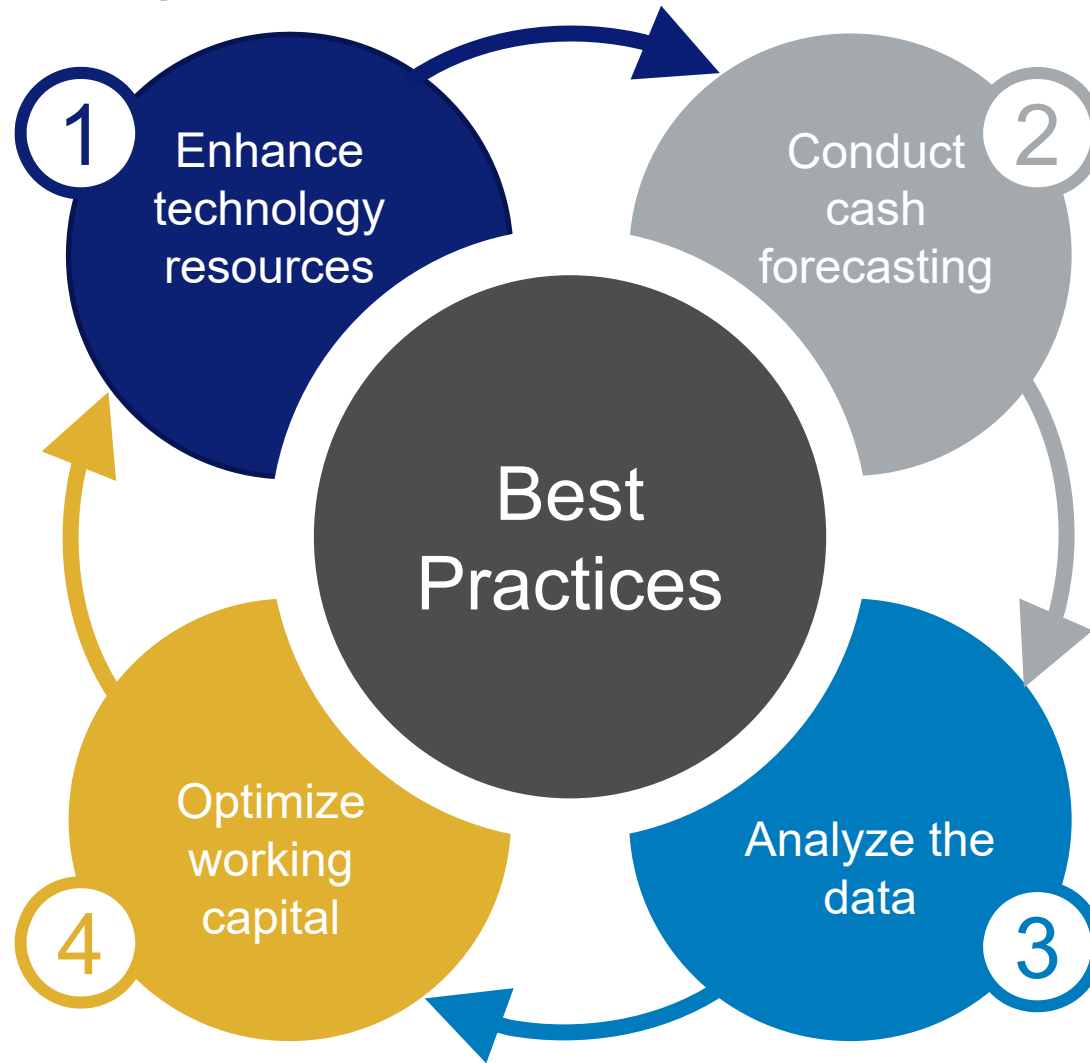 1
Enhance
technology
resources
2
Conduct
cash
forecasting
Best
Practices
3
Analyze the
data
4
Optimize
working
capital